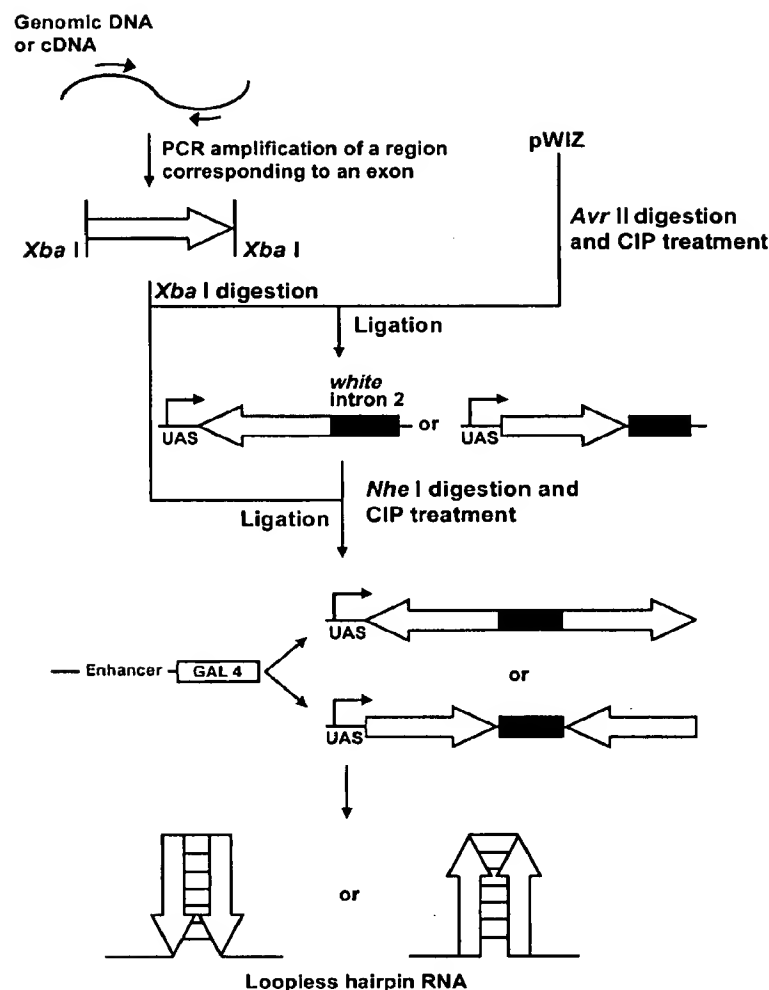 Genomic DNA
or cDNA
PCR amplification of a region
corresponding to an exon
pWIZ
Avr II digestion
and CIP treatment
Xba I
Xba I
Xba I digestion
Ligation
white
intron 2
UAS
or
UAS
Nhe I digestion and
CIP treatment
Ligation
UAS
Enhancer
GAL 4
or
UAS
or
Loopless hairpin RNA